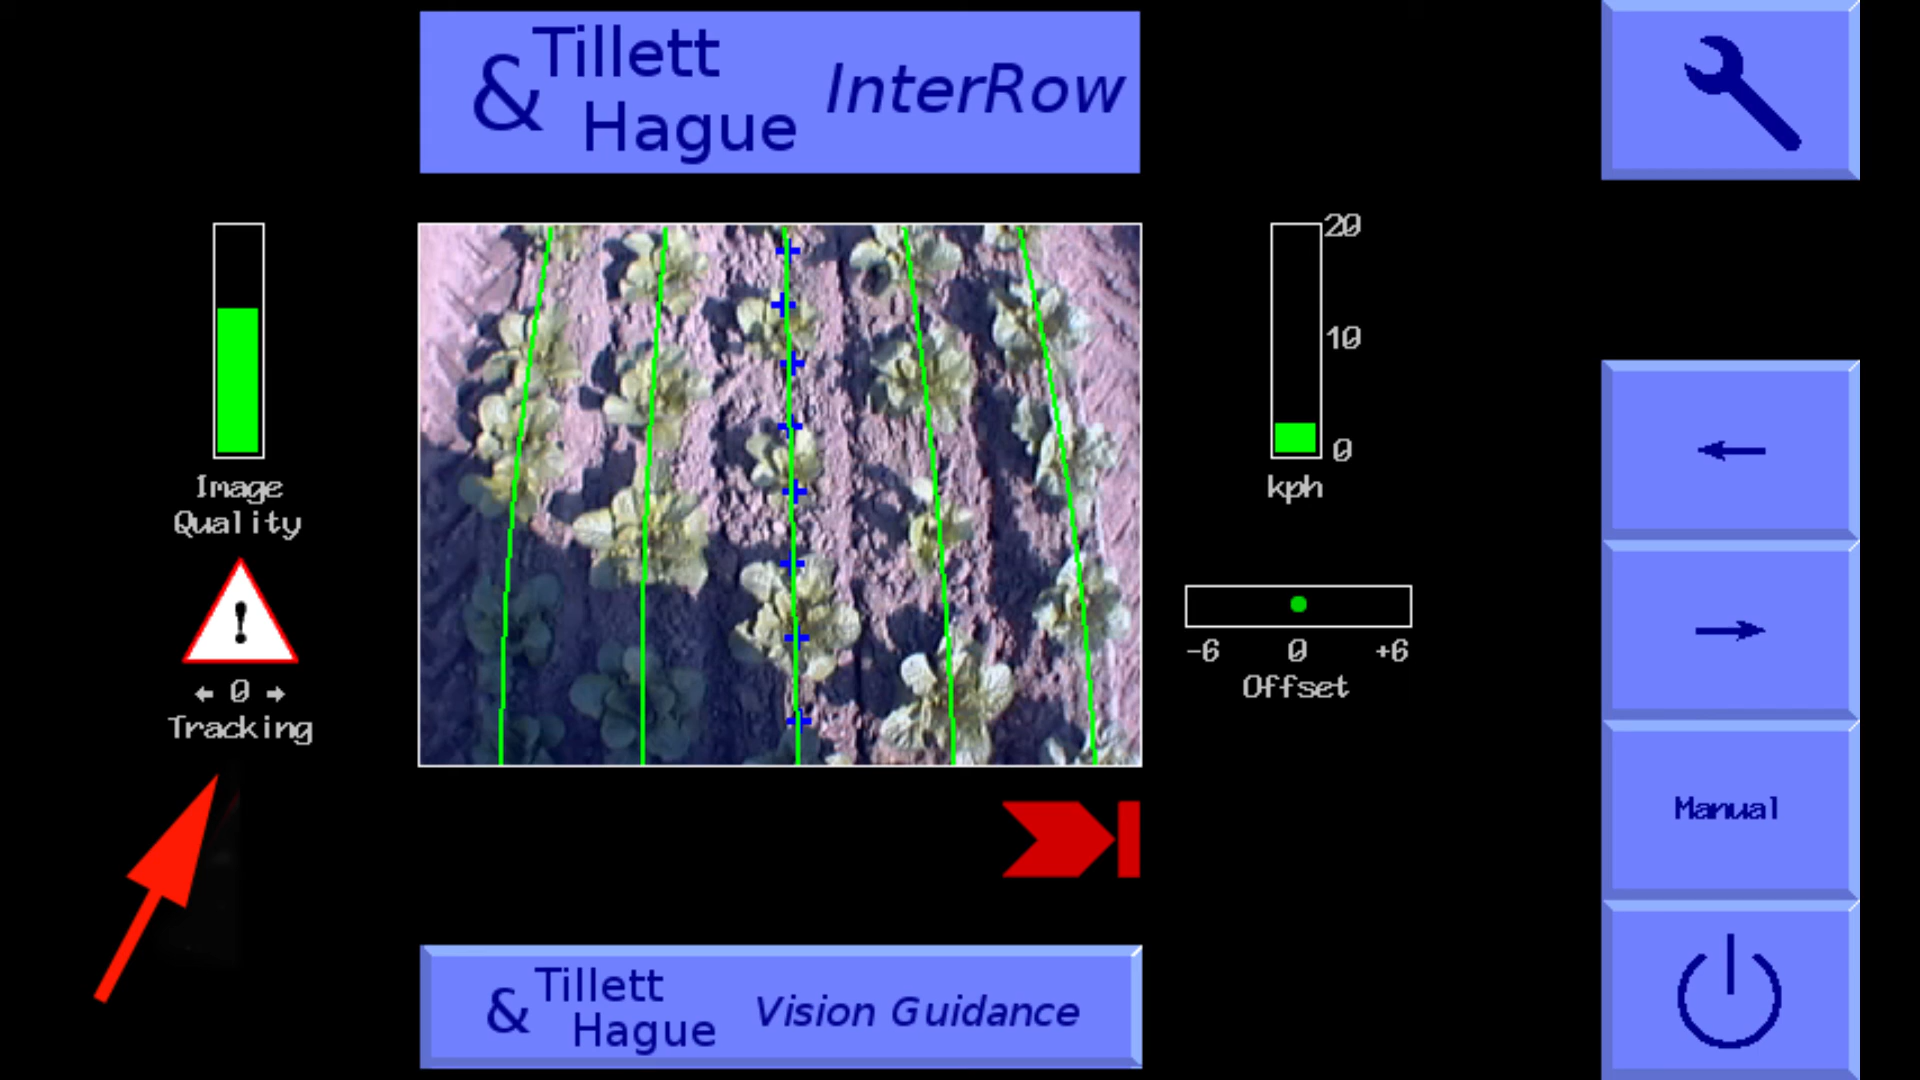 Tillett
& Hague
InterRow
Image
Quality
!
← 0 →
Tracking
20
10
0
kph
-6 0 +6
Offset
Manual
Tillett
& Hague
Vision Guidance